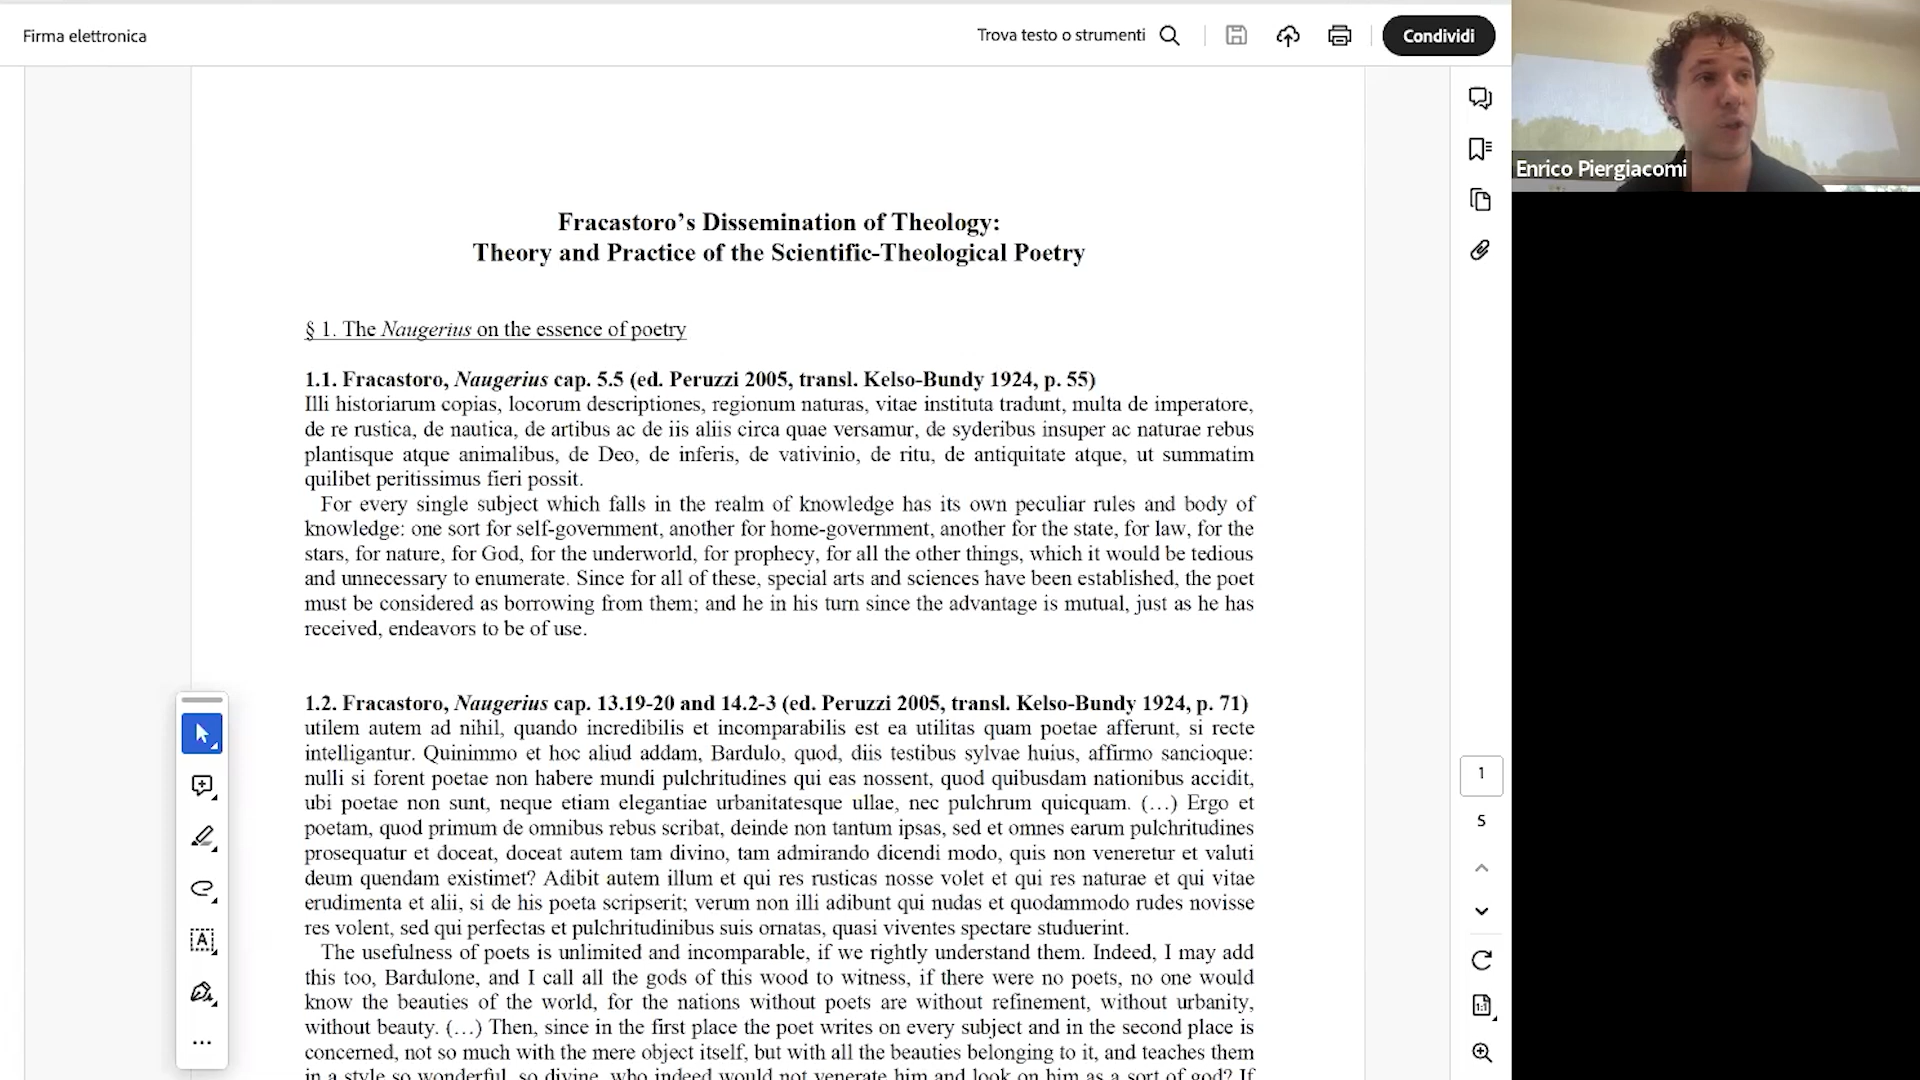 Firma elettronica
Trova testo o strumenti
Condividi
Enrico Piergiacomi
Fracastoro's Dissemination of Theology:
Theory and Practice of the Scientific-Theological Poetry
§ 1. The Naugerius on the essence of poetry
1.1. Fracastoro, Naugerius cap. 5.5 (ed. Peruzzi 2005, transl. Kelso-Bundy 1924, p. 55)
Illi historiarum copias, locorum descriptiones, regionum naturas, vitae instituta tradunt, multa de imperatore,
de re rustica, de nautica, de artibus ac de iis aliis circa quae versamur, de syderibus insuper ac naturae rebus
plantisque atque animalibus, de Deo, de inferis, de vativinio, de ritu, de antiquitate atque, ut summatim
quilibet peritissimus fieri possit.
For every single subject which falls in the realm of knowledge has its own peculiar rules and body of
knowledge: one sort for self-government, another for home-government, another for the state, for law, for the
stars, for nature, for God, for the underworld, for prophecy, for all the other things, which it would be tedious
and unnecessary to enumerate. Since for all of these, special arts and sciences have been established, the poet
must be considered as borrowing from them; and he in his turn since the advantage is mutual, just as he has
received, endeavors to be of use.
1.2. Fracastoro, Naugerius cap. 13.19-20 and 14.2-3 (ed. Peruzzi 2005, transl. Kelso-Bundy 1924, p. 71)
utilem autem ad nihil, quando incredibilis et incomparabilis est ea utilitas quam poetae afferunt, si recte
intelligantur. Quinimmo et hoc aliud addam, Bardulo, quod, diis testibus sylvae huius, affirmo sancioque:
nulli si forent poetae non habere mundi pulchritudines qui eas nossent, quod quibusdam nationibus accidit,
ubi poetae non sunt, neque etiam elegantiae urbanitatesque ullae, nec pulchrum quicquam. (…) Ergo et
poetam, quod primum de omnibus rebus scribat, deinde non tantum ipsas, sed et omnes earum pulchritudines
prosequatur et doceat, doceat autem tam divino, tam admirando dicendi modo, quis non veneretur et valuti
deum quendam existimet? Adibit autem illum et qui res rusticas nosse volet et qui res naturae et qui vitae
erudimenta et alii, si de his poeta scripserit; verum non illi adibunt qui nudas et quodammodo rudes novisse
res volent, sed qui perfectas et pulchritudinibus suis ornatas, quasi viventes spectare studuerint.
The usefulness of poets is unlimited and incomparable, if we rightly understand them. Indeed, I may add
this too, Bardulone, and I call all the gods of this wood to witness, if there were no poets, no one would
know the beauties of the world, for the nations without poets are without refinement, without urbanity,
without beauty. (…) Then, since in the first place the poet writes on every subject and in the second place is
concerned, not so much with the mere object itself, but with all the beauties belonging to it, and teaches them
in a style so wonderful, so divine, who indeed would not venerate him and look on him as a sort of god? If
1
5